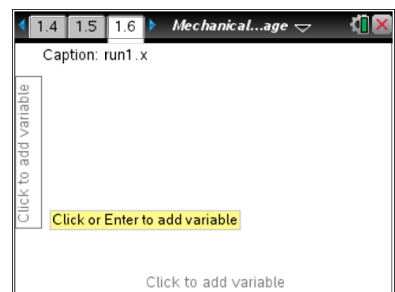 1.4 1.5 1.6 Mechanical...age
Caption: run1.x
Click to add variable
Click or Enter to add variable
Click to add variable